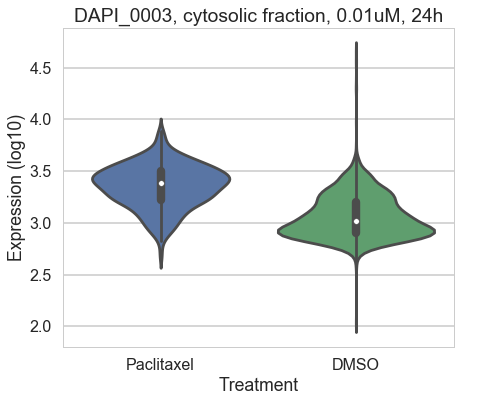 DAPI_0003, cytosolic fraction, 0.01uM, 24h
4.5
4.0
3.5
3.0
2.5
2.0
Expression (log10)
Paclitaxel DMSO
Treatment